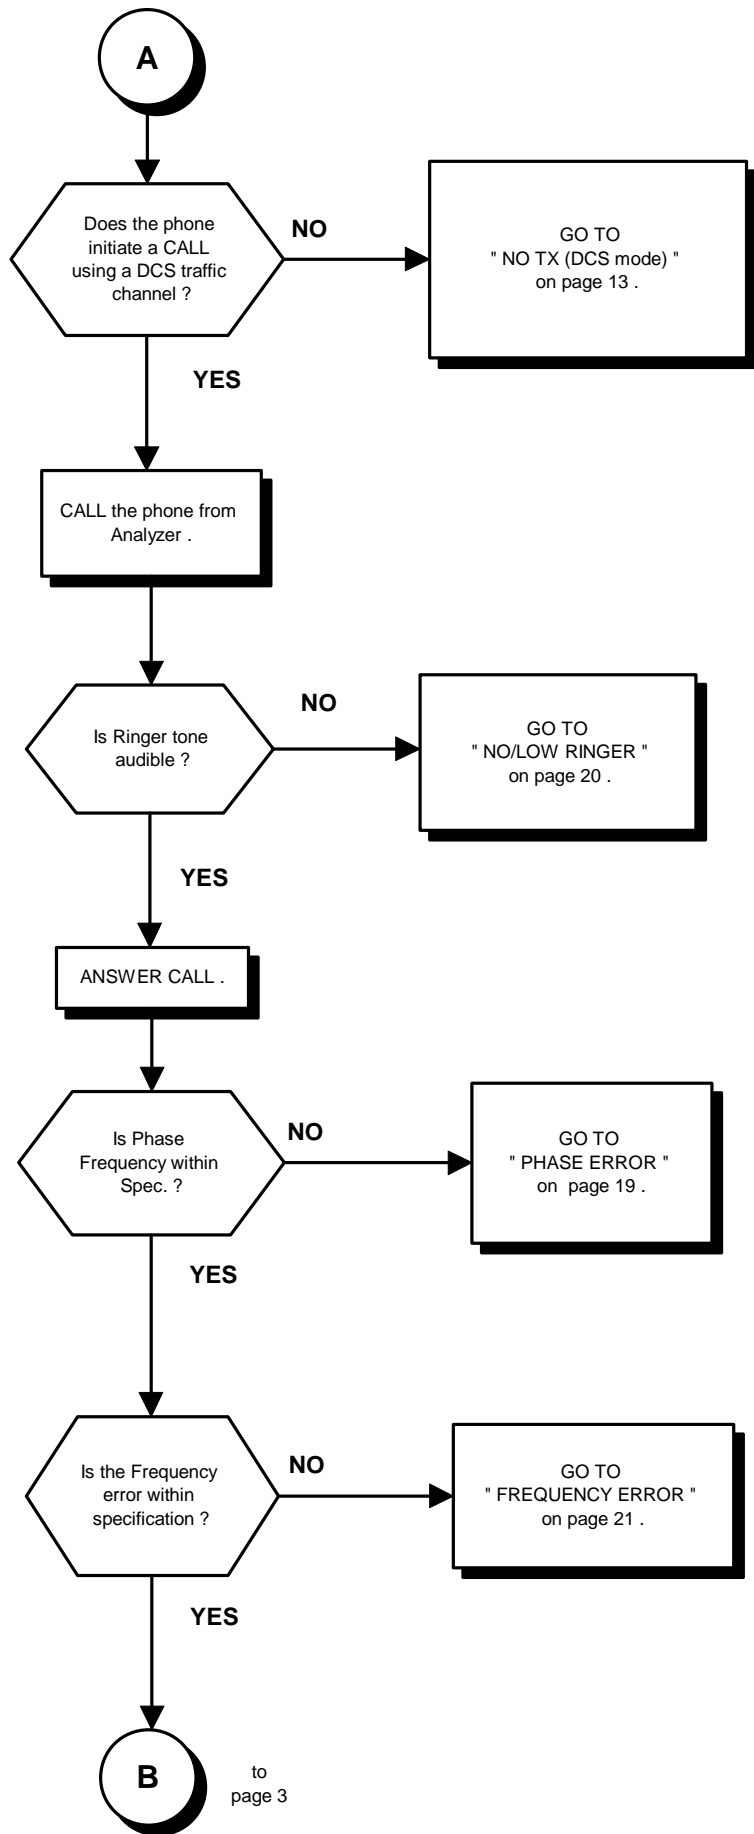 A
Does the phone
initiate a CALL
using a DCS traffic
channel ?
NO
GO TO
" NO TX (DCS mode) "
on page 13 .
YES
CALL the phone from
Analyzer .
Is Ringer tone
audible ?
NO
GO TO
" NO/LOW RINGER "
on page 20 .
YES
ANSWER CALL .
Is Phase
Frequency within
Spec. ?
NO
GO TO
" PHASE ERROR "
on page 19 .
YES
Is the Frequency
error within
specification ?
NO
GO TO
" FREQUENCY ERROR "
on page 21 .
YES
B
to
page 3